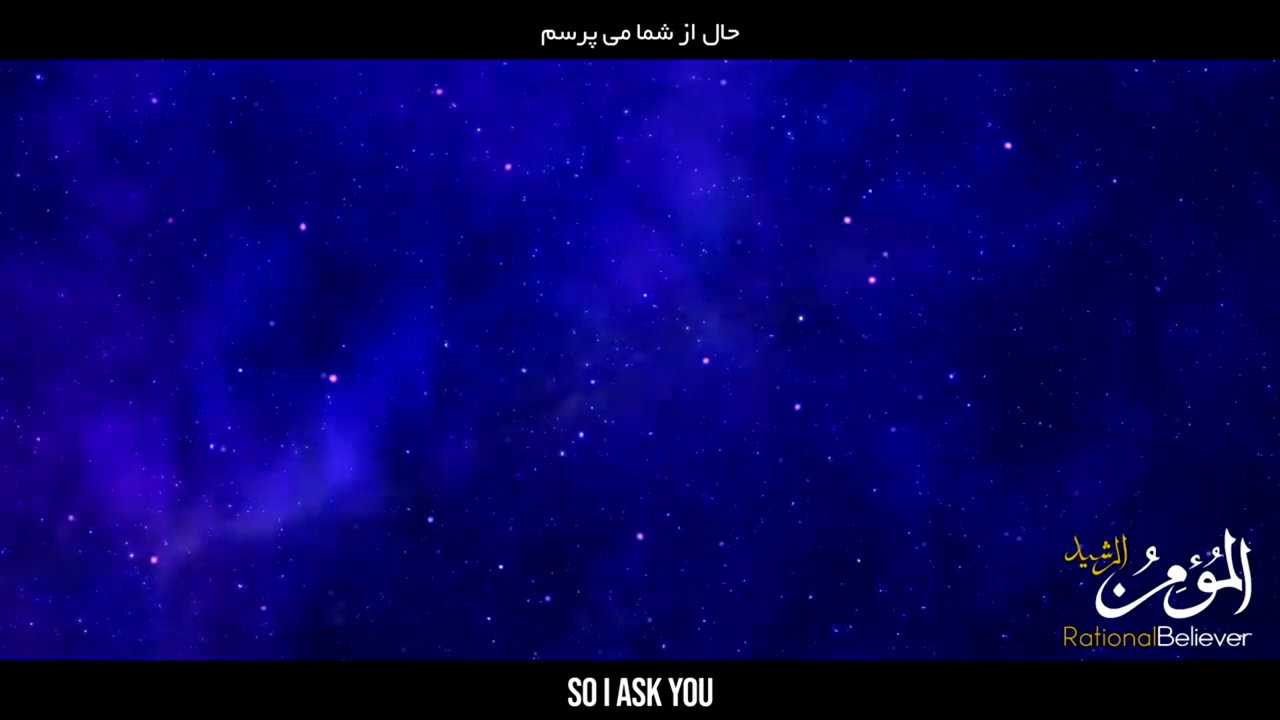 حال از شما می پرسم
المؤمن الرشيد
RationalBeliever
SO I ASK YOU